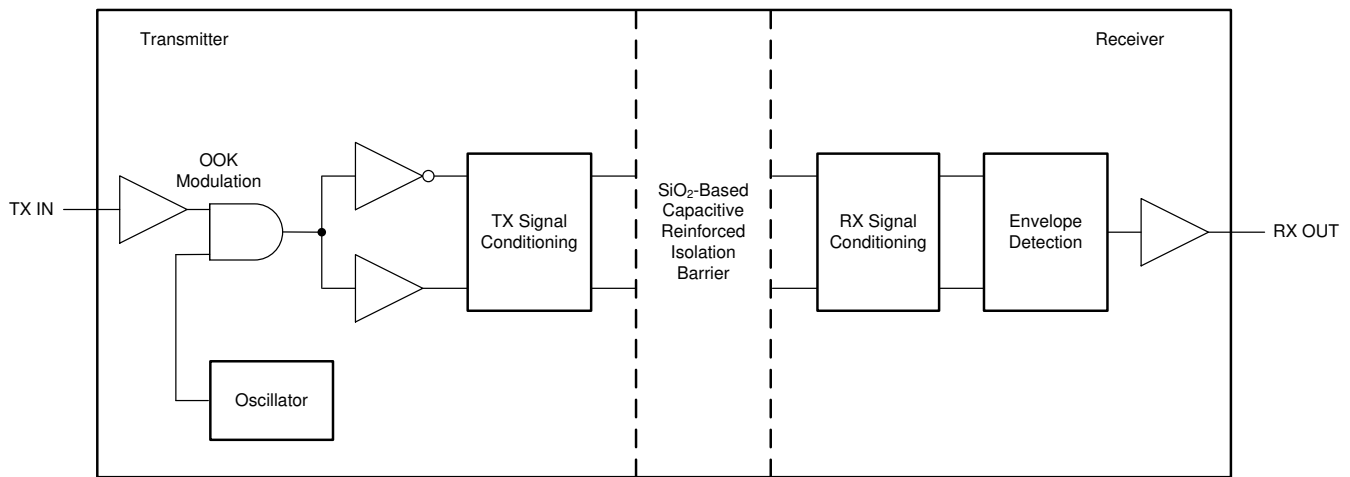 Transmitter
Receiver
OOK
Modulation
TX IN
TX Signal
Conditioning
SiO₂-Based
Capacitive
Reinforced
Isolation
Barrier
RX Signal
Conditioning
Envelope
Detection
RX OUT
Oscillator